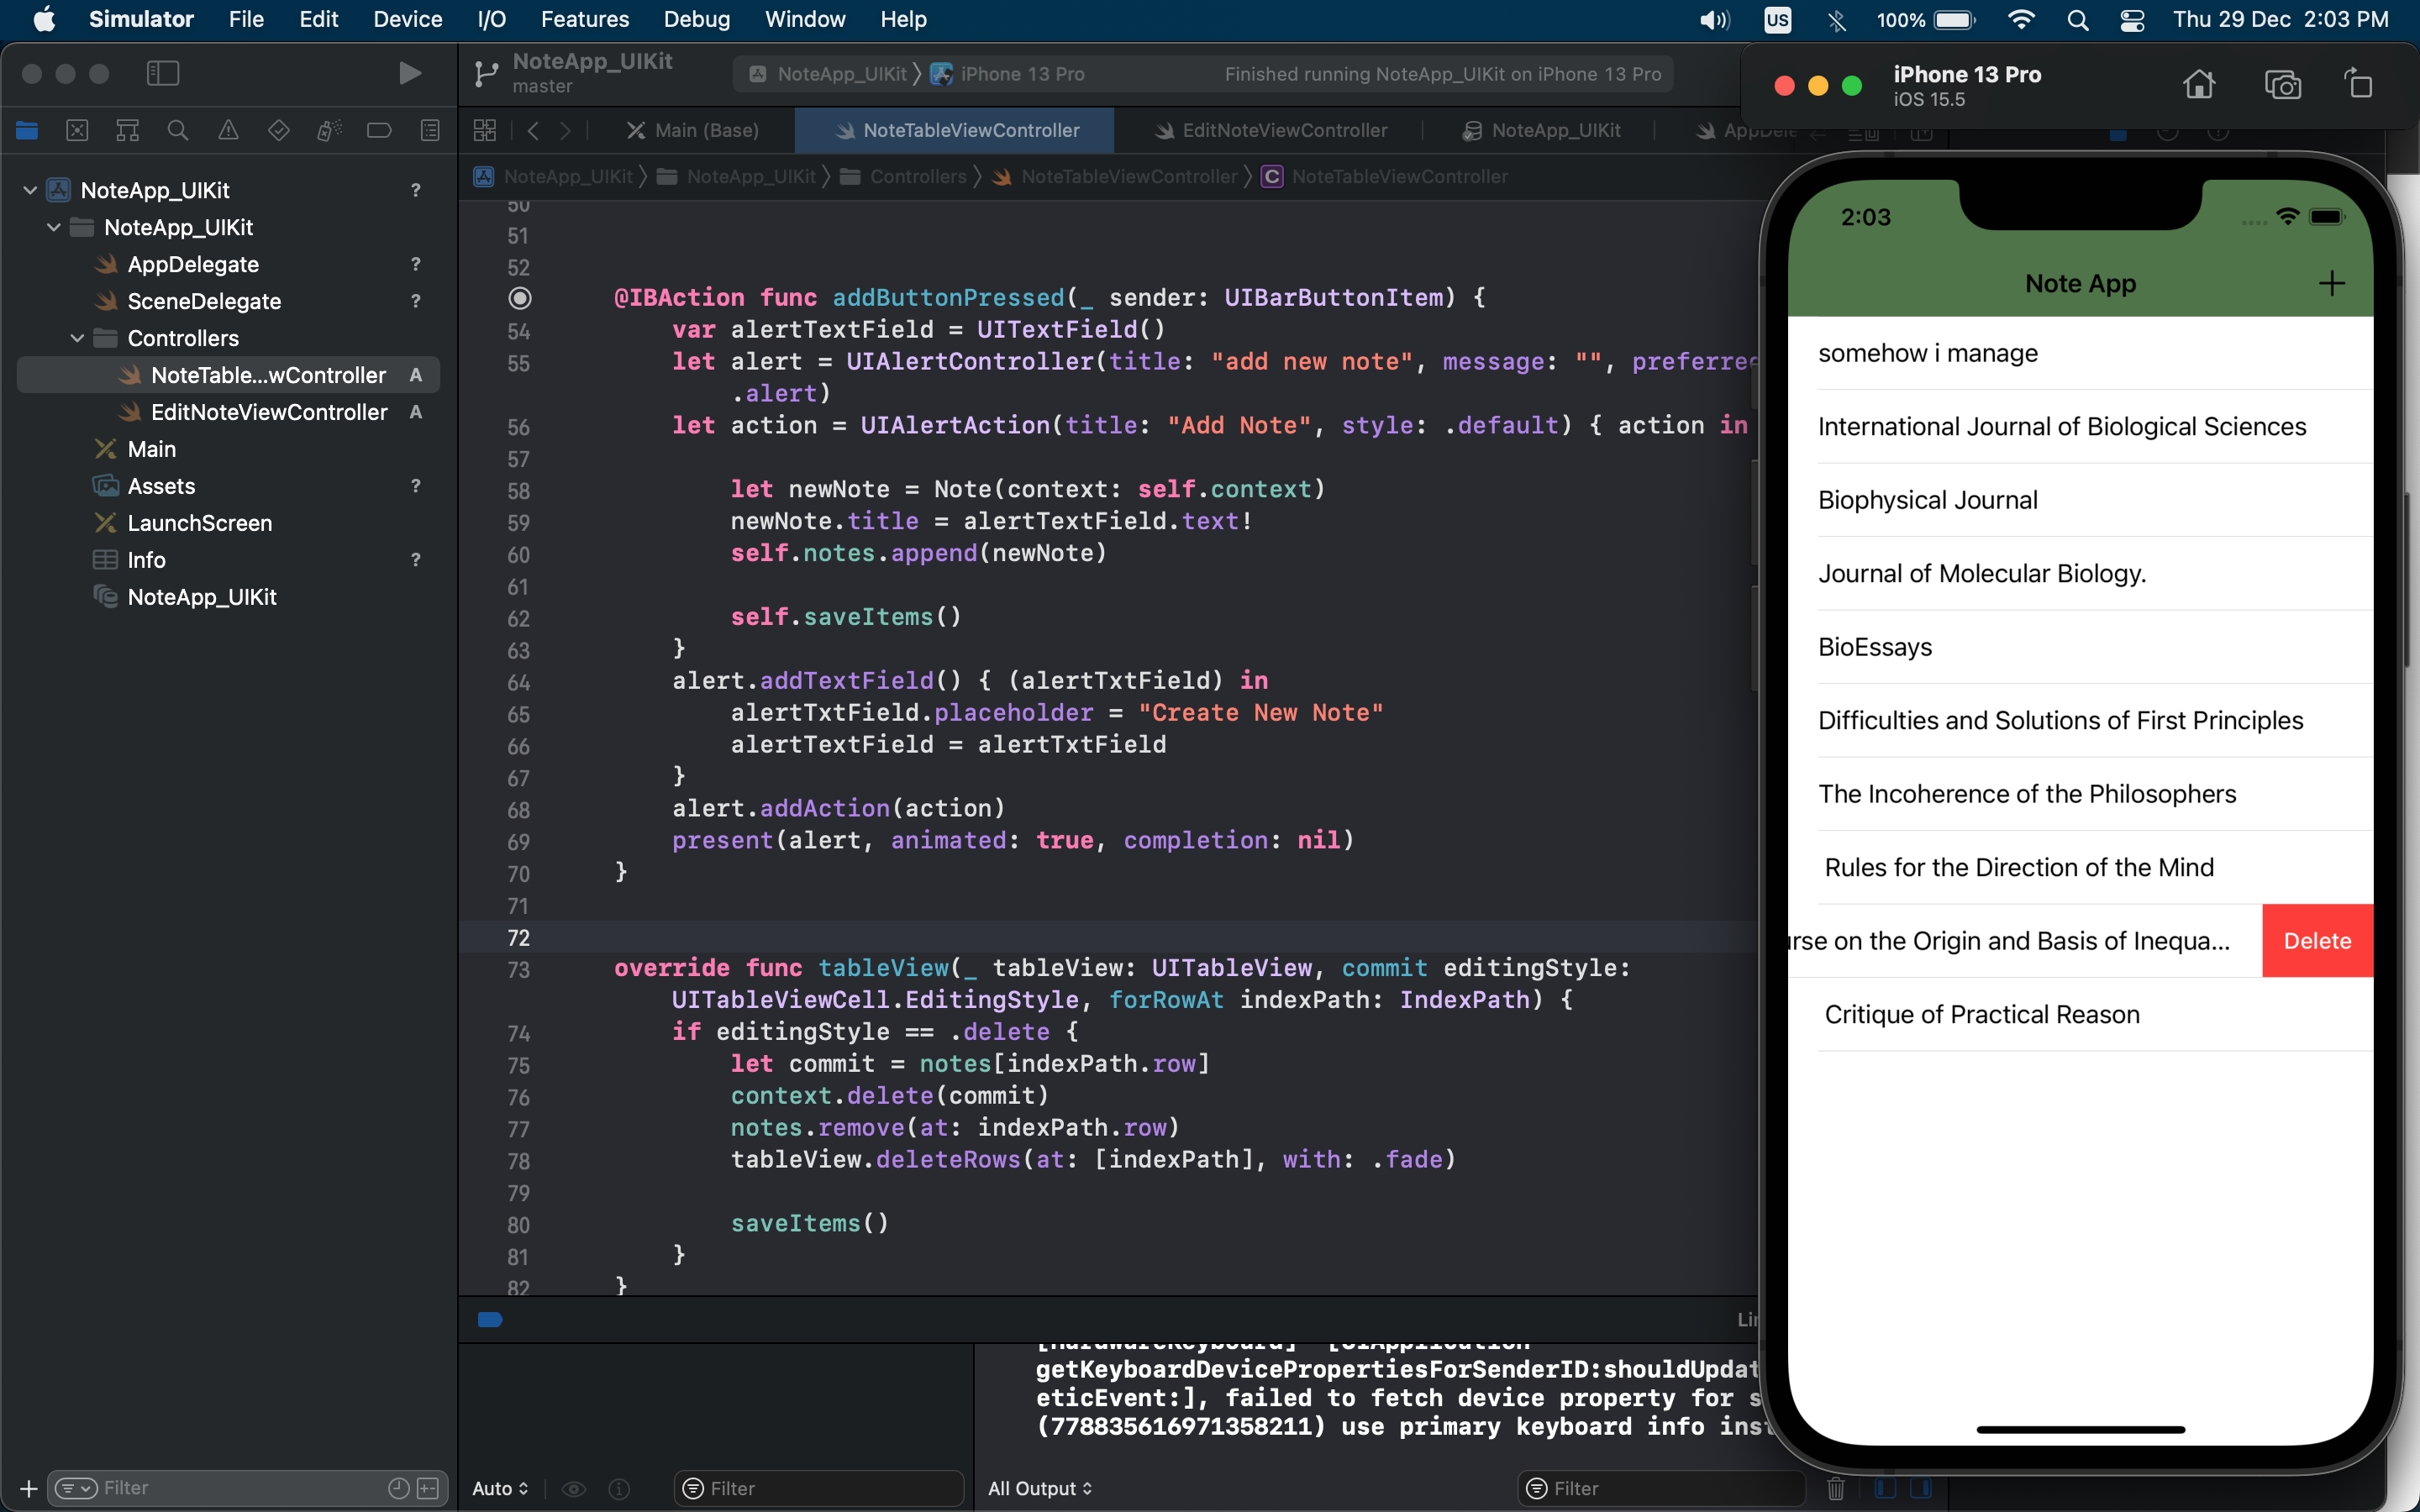 Simulator File Edit Device I/O Features Debug Window Help
US 100% Thu 29 Dec 2:03 PM
NoteApp_UIKit
master
NoteApp_UIKit iPhone 13 Pro
Finished running NoteApp_UIKit on iPhone 13 Pro
iPhone 13 Pro
iOS 15.5
Main (Base) NoteTableViewController EditNoteViewController NoteApp_UIKit AppDele
NoteApp_UIKit NoteApp_UIKit Controllers NoteTableViewController C NoteTableViewController
NoteApp_UIKit ?
NoteApp_UIKit
AppDelegate ?
SceneDelegate ?
Controllers
NoteTable...wController A
EditNoteViewController A
Main
Assets ?
LaunchScreen
Info ?
NoteApp_UIKit
Filter
50
51
52
@IBAction func addButtonPressed(_ sender: UIBarButtonItem) {
54 var alertTextField = UITextField()
55 let alert = UIAlertController(title: "add new note", message: "", preferred
.alert)
56 let action = UIAlertAction(title: "Add Note", style: .default) { action in
57
58 let newNote = Note(context: self.context)
59 newNote.title = alertTextField.text!
60 self.notes.append(newNote)
61
62 self.saveItems()
63 }
64 alert.addTextField() { (alertTxtField) in
65 alertTxtField.placeholder = "Create New Note"
66 alertTextField = alertTxtField
67 }
68 alert.addAction(action)
69 present(alert, animated: true, completion: nil)
70 }
71
72
73 override func tableView(_ tableView: UITableView, commit editingStyle:
UITableViewCell.EditingStyle, forRowAt indexPath: IndexPath) {
74 if editingStyle == .delete {
75 let commit = notes[indexPath.row]
76 context.delete(commit)
77 notes.remove(at: indexPath.row)
78 tableView.deleteRows(at: [indexPath], with: .fade)
79
80 saveItems()
81 }
82 }
Lin
[HardwareKeyboard] -[UIApplication
getKeyboardDevicePropertiesForSenderID:shouldUpdat
eticEvent:], failed to fetch device property for s
(778835616971358211) use primary keyboard info inst
Auto Filter All Output Filter
2:03
Note App
somehow i manage
International Journal of Biological Sciences
Biophysical Journal
Journal of Molecular Biology.
BioEssays
Difficulties and Solutions of First Principles
The Incoherence of the Philosophers
Rules for the Direction of the Mind
urse on the Origin and Basis of Inequa... Delete
Critique of Practical Reason